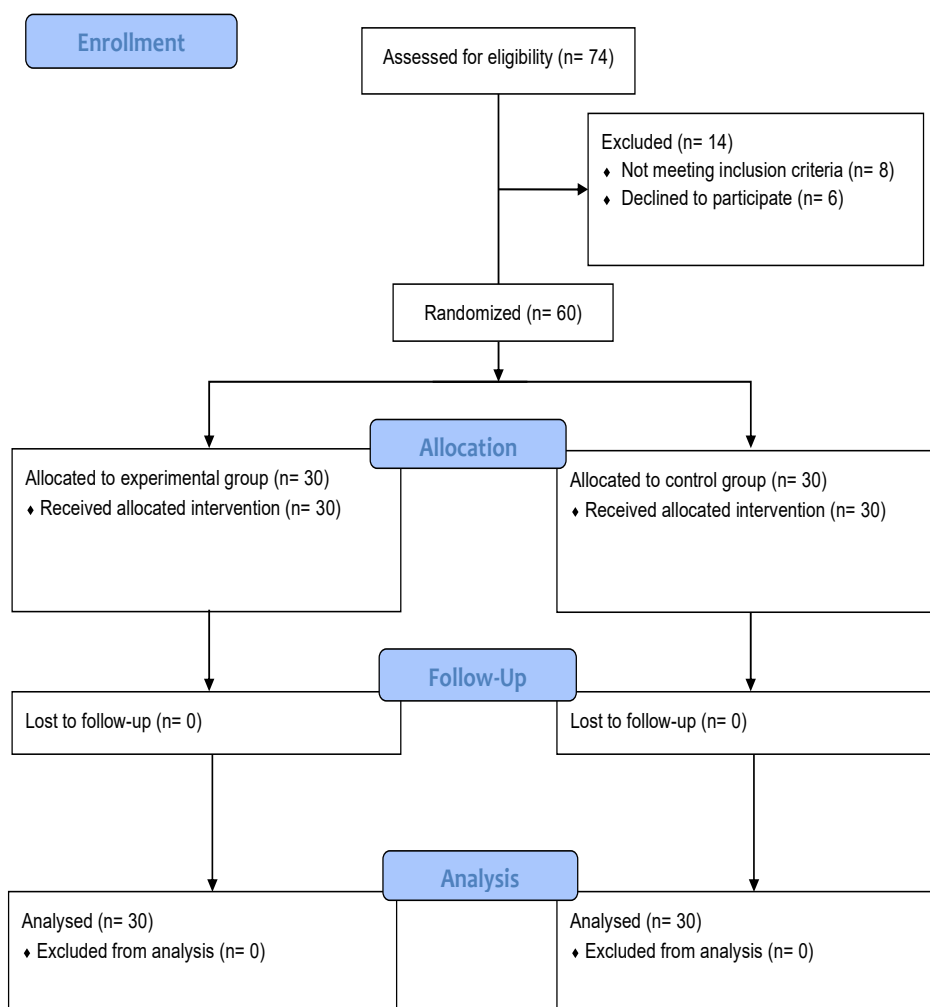 Enrollment
Assessed for eligibility (n= 74)
Excluded (n= 14)
♦ Not meeting inclusion criteria (n= 8)
♦ Declined to participate (n= 6)
Randomized (n= 60)
Allocation
Allocated to experimental group (n= 30)
♦ Received allocated intervention (n= 30)
Allocated to control group (n= 30)
♦ Received allocated intervention (n= 30)
Follow-Up
Lost to follow-up (n= 0)
Lost to follow-up (n= 0)
Analysis
Analysed (n= 30)
♦ Excluded from analysis (n= 0)
Analysed (n= 30)
♦ Excluded from analysis (n= 0)